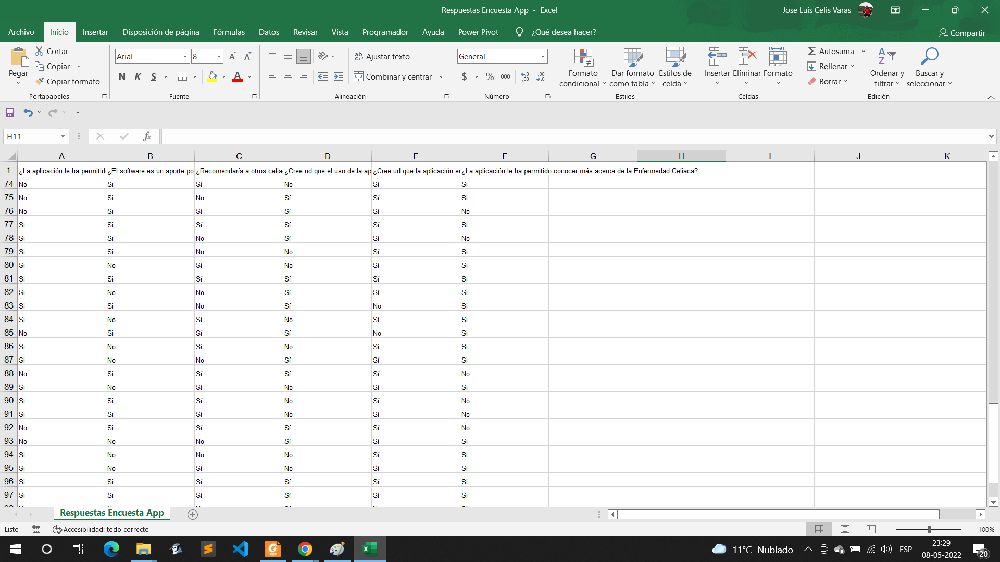 Respuestas Encuesta App - Excel
Jose Luis Celis Varas
Archivo Inicio Insertar Disposición de página Fórmulas Datos Revisar Vista Programador Ayuda Power Pivot ¿Qué desea hacer? Compartir
Pegar Cortar Copiar Copiar formato
Portapapeles
Arial 8
N K S A
Fuente
Ajustar texto
Combinar y centrar
Alineación
General
$ % 000
Número
Formato condicional Dar formato como tabla Estilos de celda
Estilos
Insertar Eliminar Formato
Celdas
Autosuma
Rellenar
Borrar
Ordenar y filtrar Buscar y seleccionar
Edición
H11 fx
A B C D E F G H I J K
1 ¿La aplicación le ha permitid ¿El software es un aporte po ¿Recomendaría a otros celia ¿Cree ud que el uso de la ap ¿Cree ud que la aplicación en ¿La aplicación le ha permitido conocer más acerca de la Enfermedad Celiaca?
74 No Si Sí No Sí Si
75 No Si No Sí Sí Si
76 No Si Sí Sí Sí No
77 Si Si Sí Sí Sí Si
78 Si Si No Sí Sí No
79 Si Si No No Sí Si
80 Si No Sí No Sí Si
81 Si Si Sí Sí Sí Si
82 Si No No Sí Sí Si
83 Si Si No Sí No Si
84 Si No Sí No Sí Si
85 No Si Sí Sí No Si
86 Si No Sí No Sí Si
87 Si No No Sí Sí Si
88 No Si Sí Sí Sí No
89 Si No Sí No Sí Si
90 Si Si Sí No Sí No
91 Si Si Sí No Sí No
92 No Si Sí Sí Sí No
93 No No No Sí Sí Si
94 Si No No No Sí Si
95 Si No Sí No Sí Si
96 Si Si Sí Sí Sí Si
97 Si Si Sí Sí Sí Si
Respuestas Encuesta App
Listo Accesibilidad: todo correcto 100%
11°C Nublado ESP 23:29
08-05-2022 20